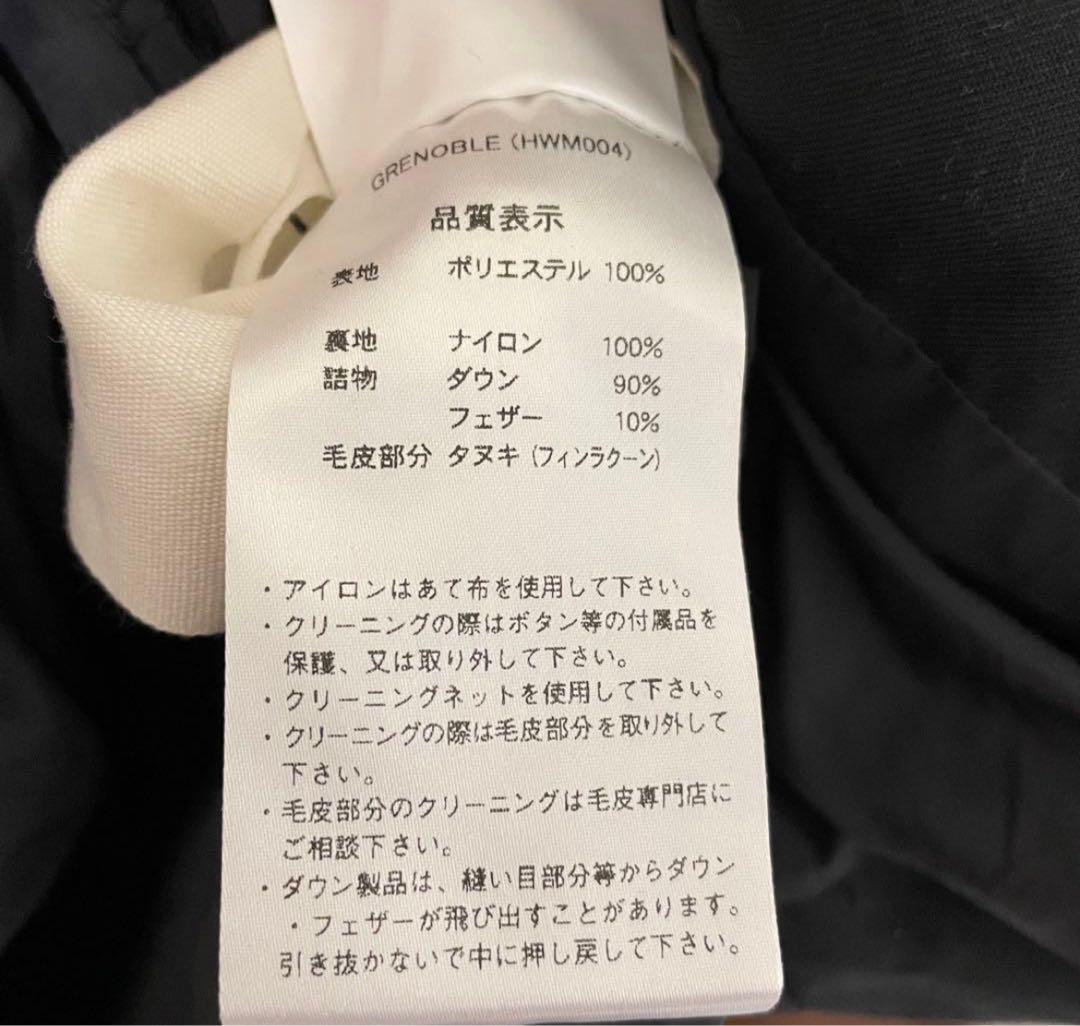 GRENOBLE (HWM004)
品質表示
表地 ポリエステル 100%
裏地 ナイロン 100%
詰物 ダウン 90%
フェザー 10%
毛皮部分 タヌキ (フィンラクーン)
・アイロンはあて布を使用して下さい。
・クリーニングの際はボタン等の付属品を
保護、又は取り外して下さい。
・クリーニングネットを使用して下さい。
・クリーニングの際は毛皮部分を取り外して
下さい。
・毛皮部分のクリーニングは毛皮専門店に
ご相談下さい。
・ダウン製品は、縫い目部分等からダウン
・フェザーが飛び出すことがあります。
引き抜かないで中に押し戻して下さい。